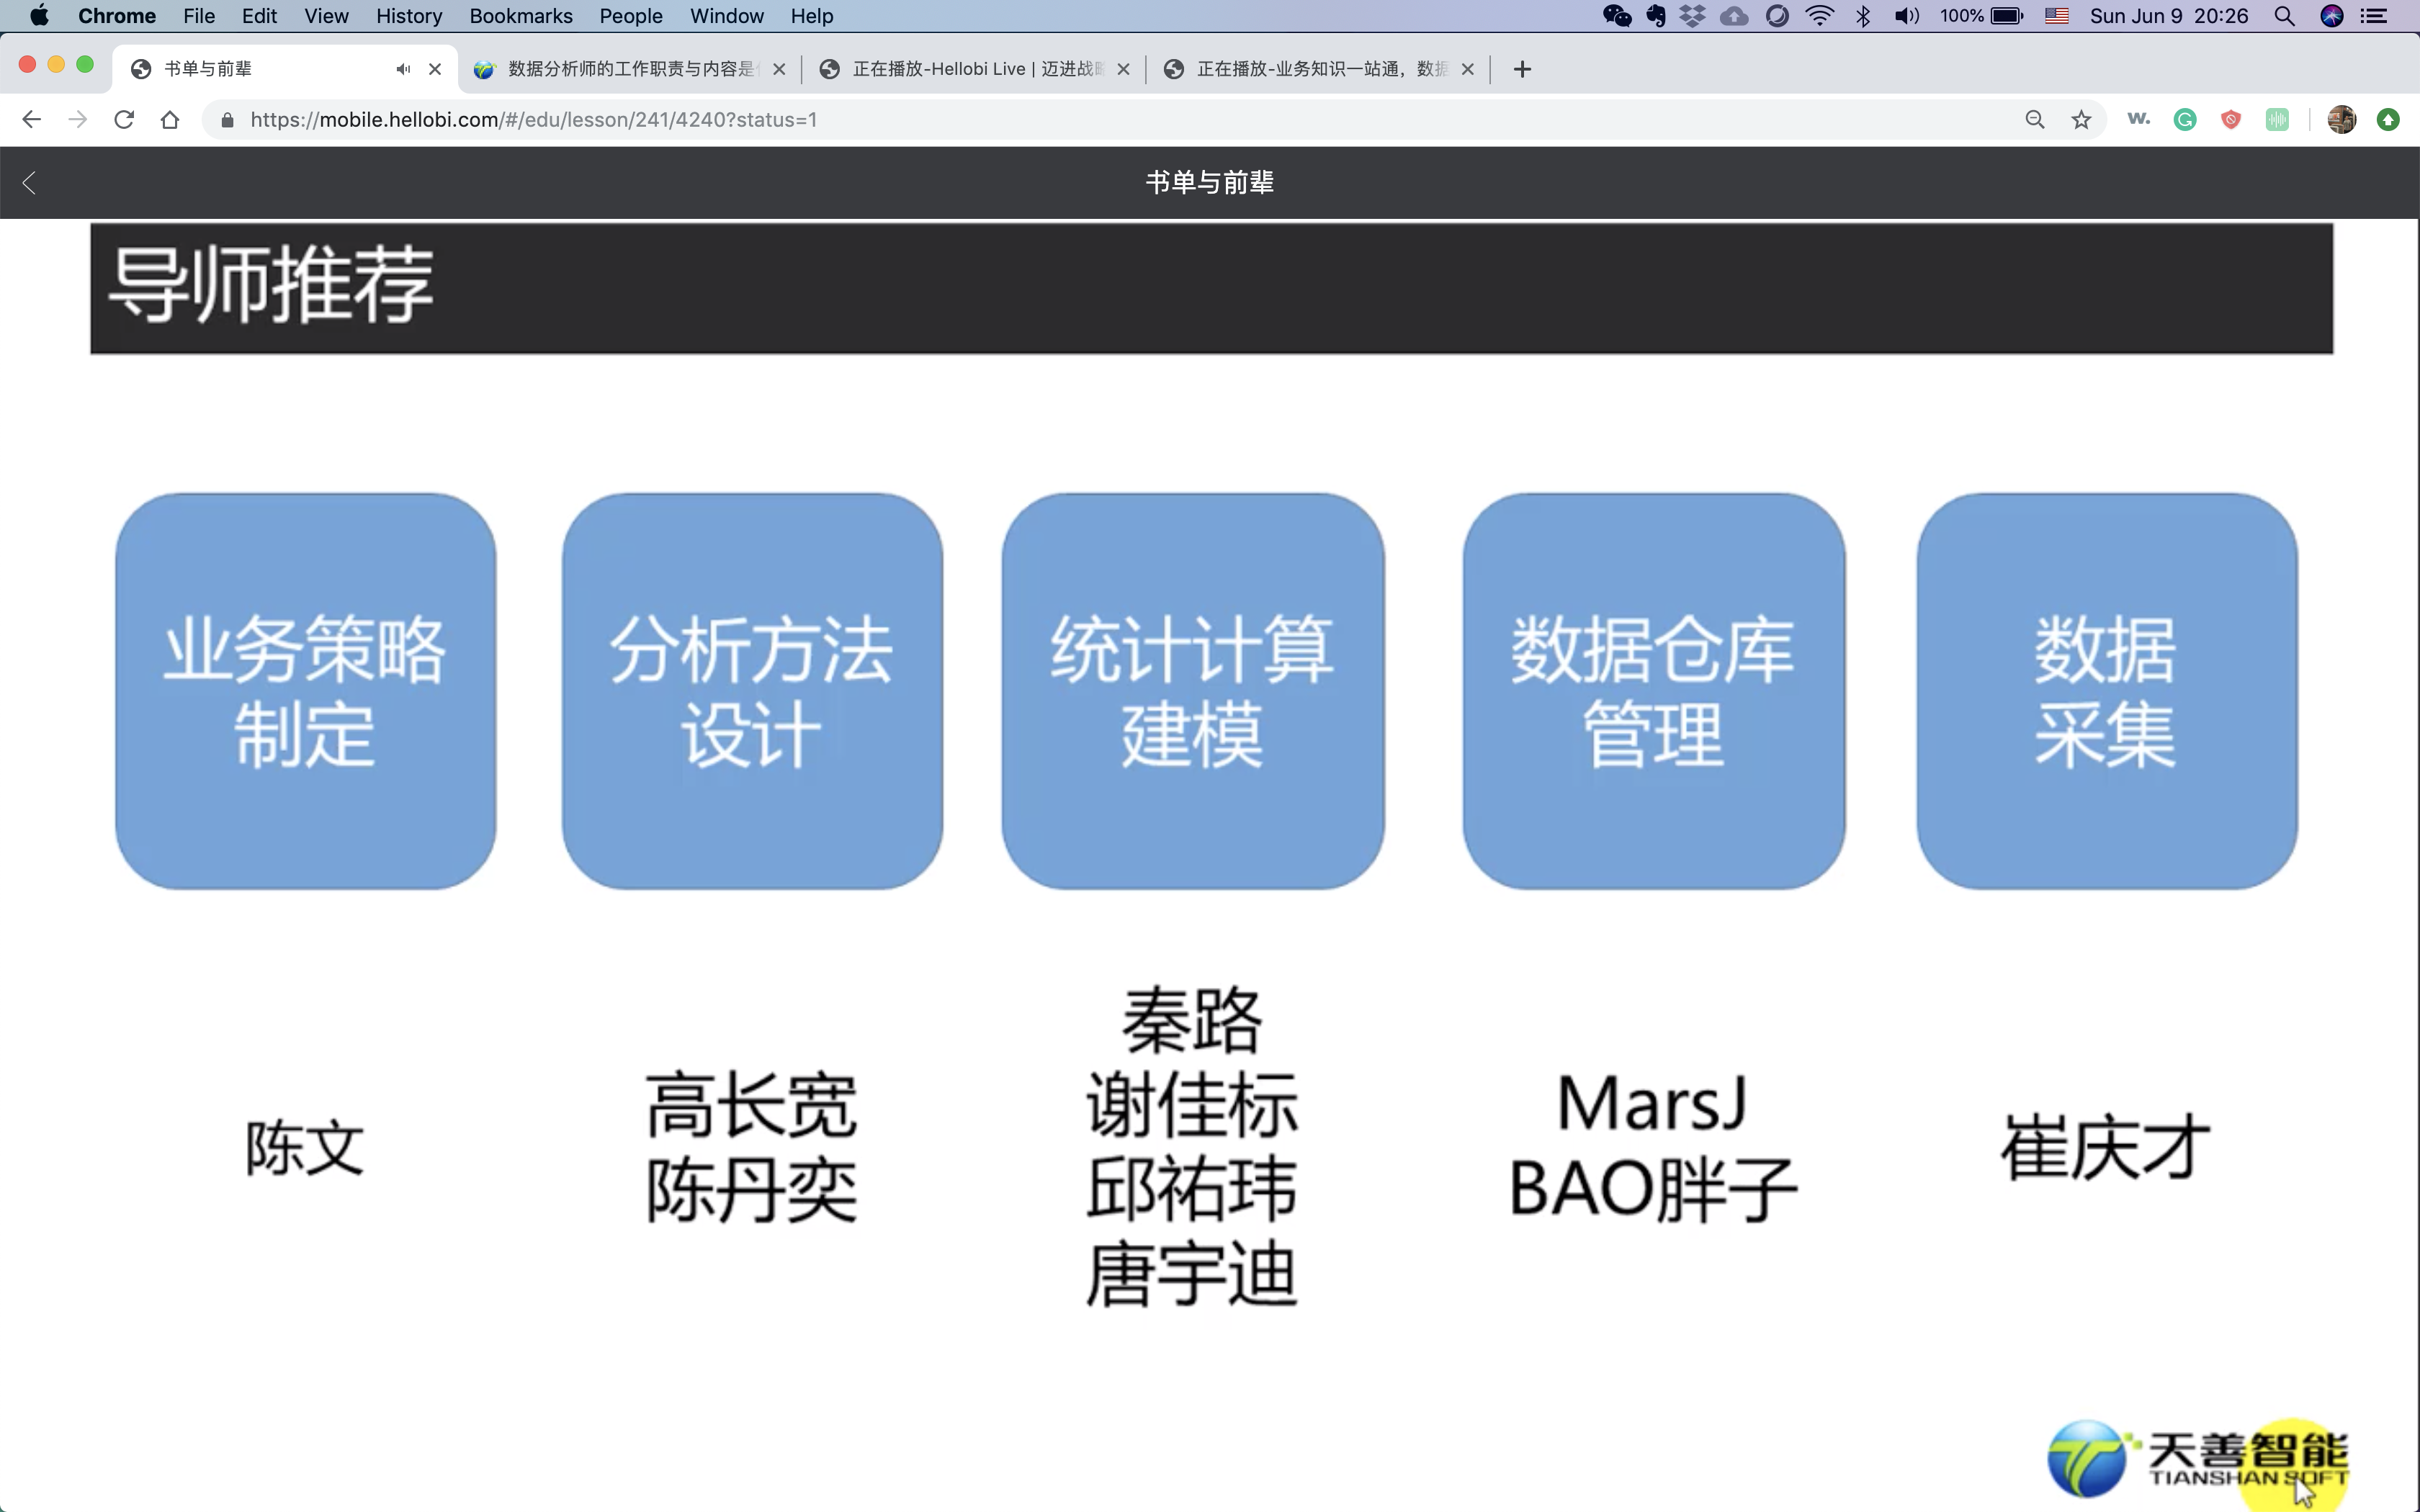 Chrome File Edit View History Bookmarks People Window Help 100% Sun Jun 9 20:26
书单与前辈 数据分析师的工作职责与内容是 正在播放-Hellobi Live | 迈进战 正在播放-业务知识一站通，数据
https://mobile.hellobi.com/#/edu/lesson/241/4240?status=1
书单与前辈
导师推荐
业务策略
制定
分析方法
设计
统计计算
建模
数据仓库
管理
数据
采集
陈文
高长宽
陈丹奕
秦路
谢佳标
邱祐玮
唐宇迪
MarsJ
BAO胖子
崔庆才
天善智能
TIANSHAN SOFT